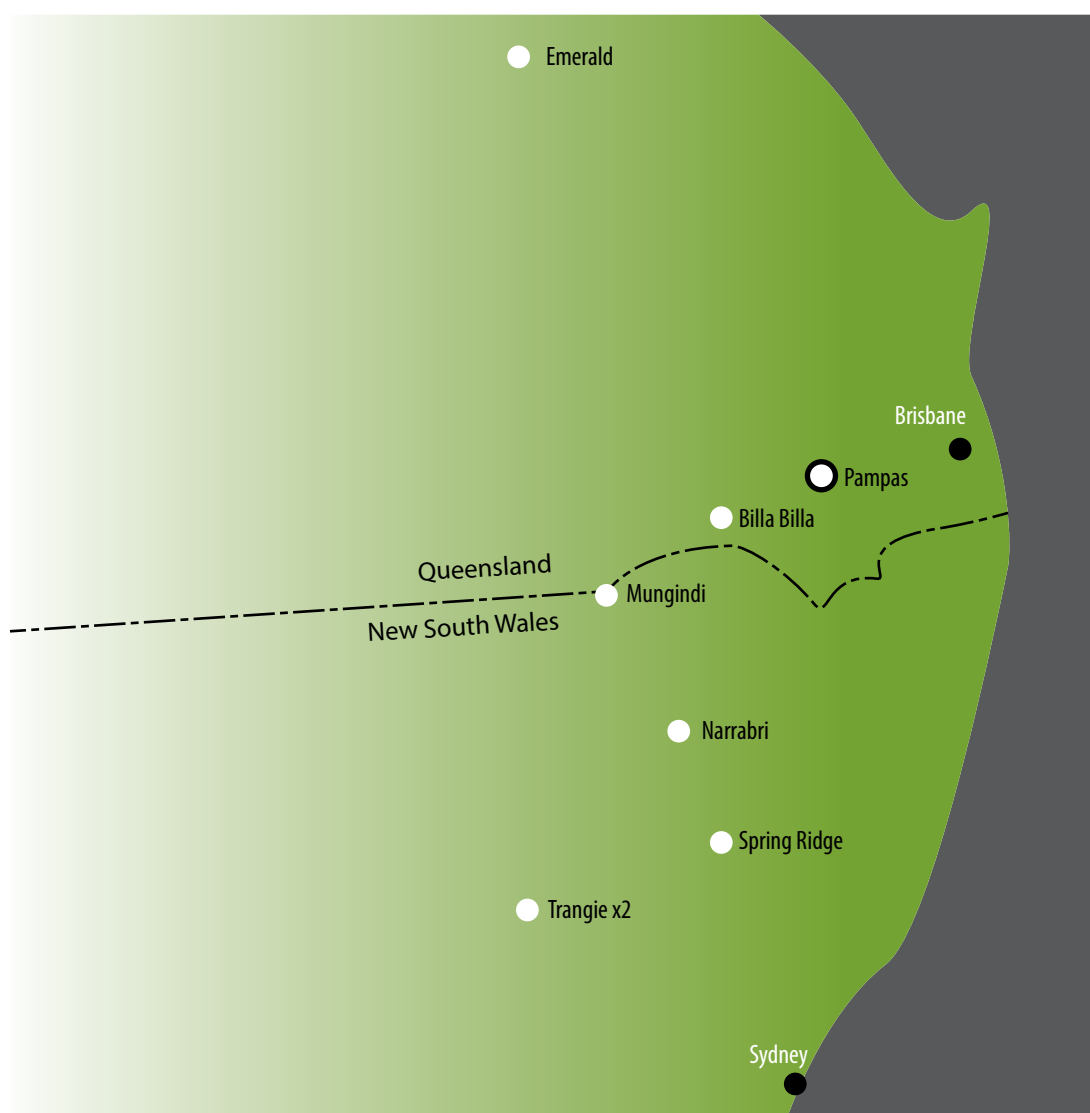 Emerald
Brisbane
Pampas
Billa Billa
Queensland
Mungindi
New South Wales
Narrabri
Spring Ridge
Trangie x2
Sydney